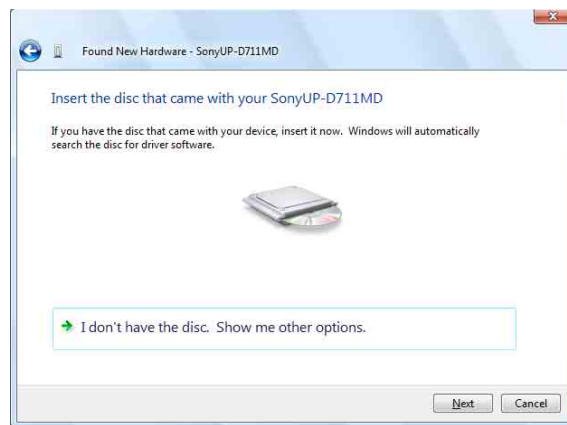 Found New Hardware - SonyUP-D711MD
Insert the disc that came with your SonyUP-D711MD
If you have the disc that came with your device, insert it now.  Windows will automatically
search the disc for driver software.
I don't have the disc.  Show me other options.
Next
Cancel